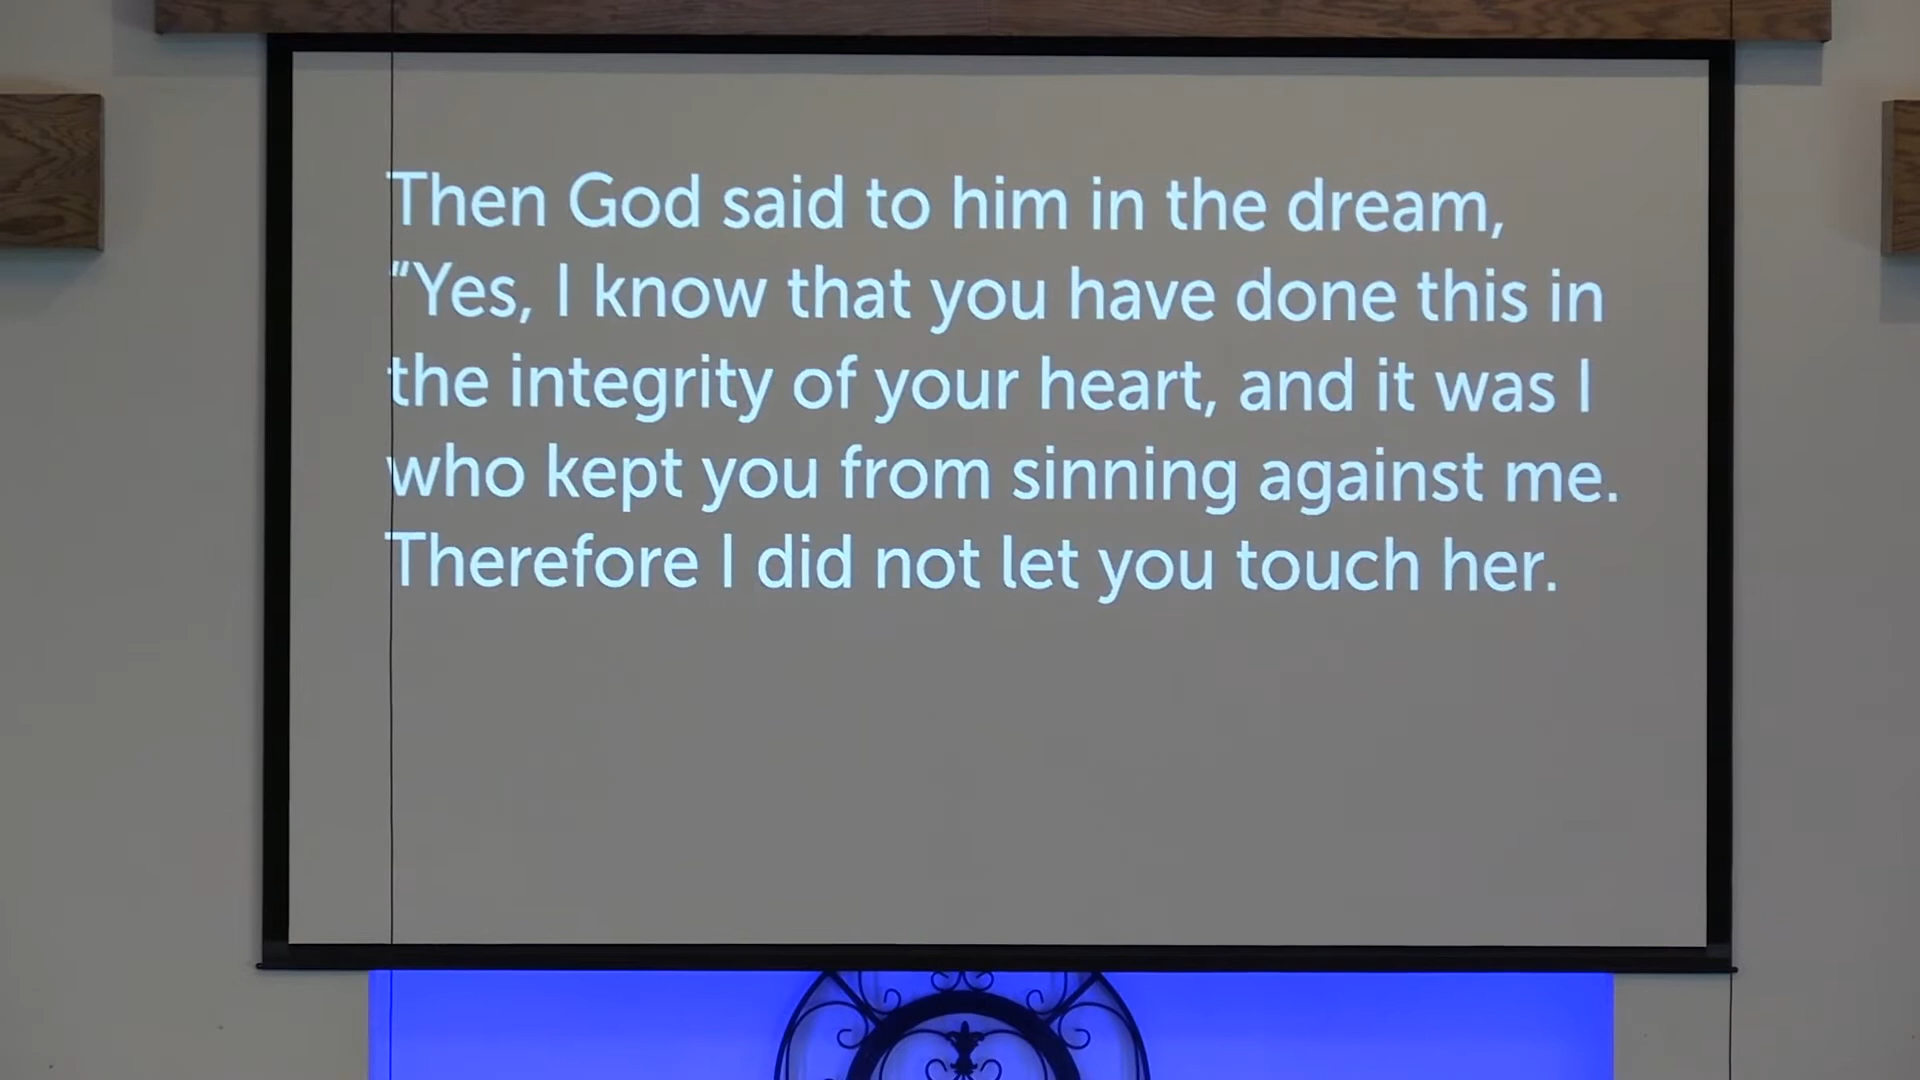 Then God said to him in the dream,
“Yes, I know that you have done this in
the integrity of your heart, and it was I
who kept you from sinning against me.
Therefore I did not let you touch her.